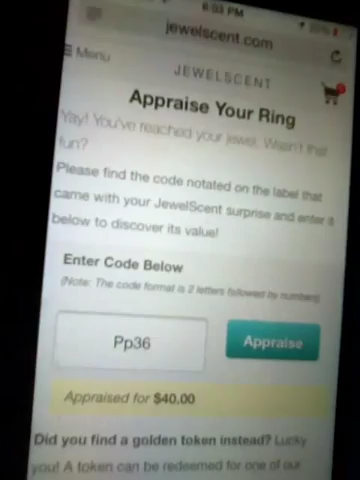 6:03 PM
jewelscent.com
Menu
JEWELSCENT
Appraise Your Ring
Yay! You've reached your jewel. Wasn't that
fun?
Please find the code notated on the label that
came with your JewelScent surprise and enter it
below to discover its value!
Enter Code Below
(Note: The code format is 2 letters followed by numbers)
Pp36
Appraise
Appraised for $40.00
Did you find a golden token instead? Lucky
you! A token can be redeemed for one of our